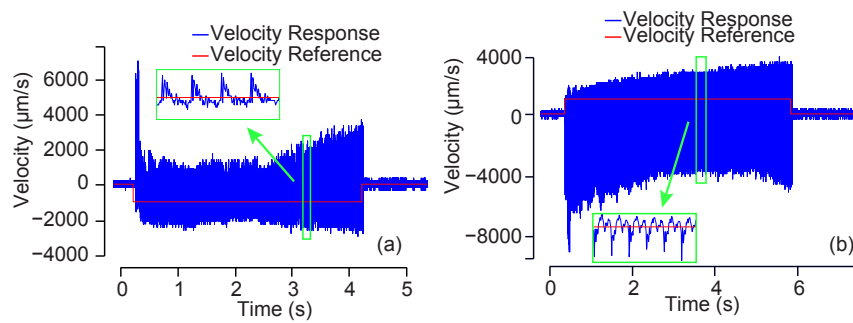 Velocity Response
Velocity Reference
Velocity (μm/s)
6000
4000
2000
0
−2000
−4000
0
1
2
3
4
5
Time (s)
(a)
Velocity Response
Velocity Reference
Velocity (μm/s)
4000
0
−4000
−8000
0
2
4
6
Time (s)
(b)